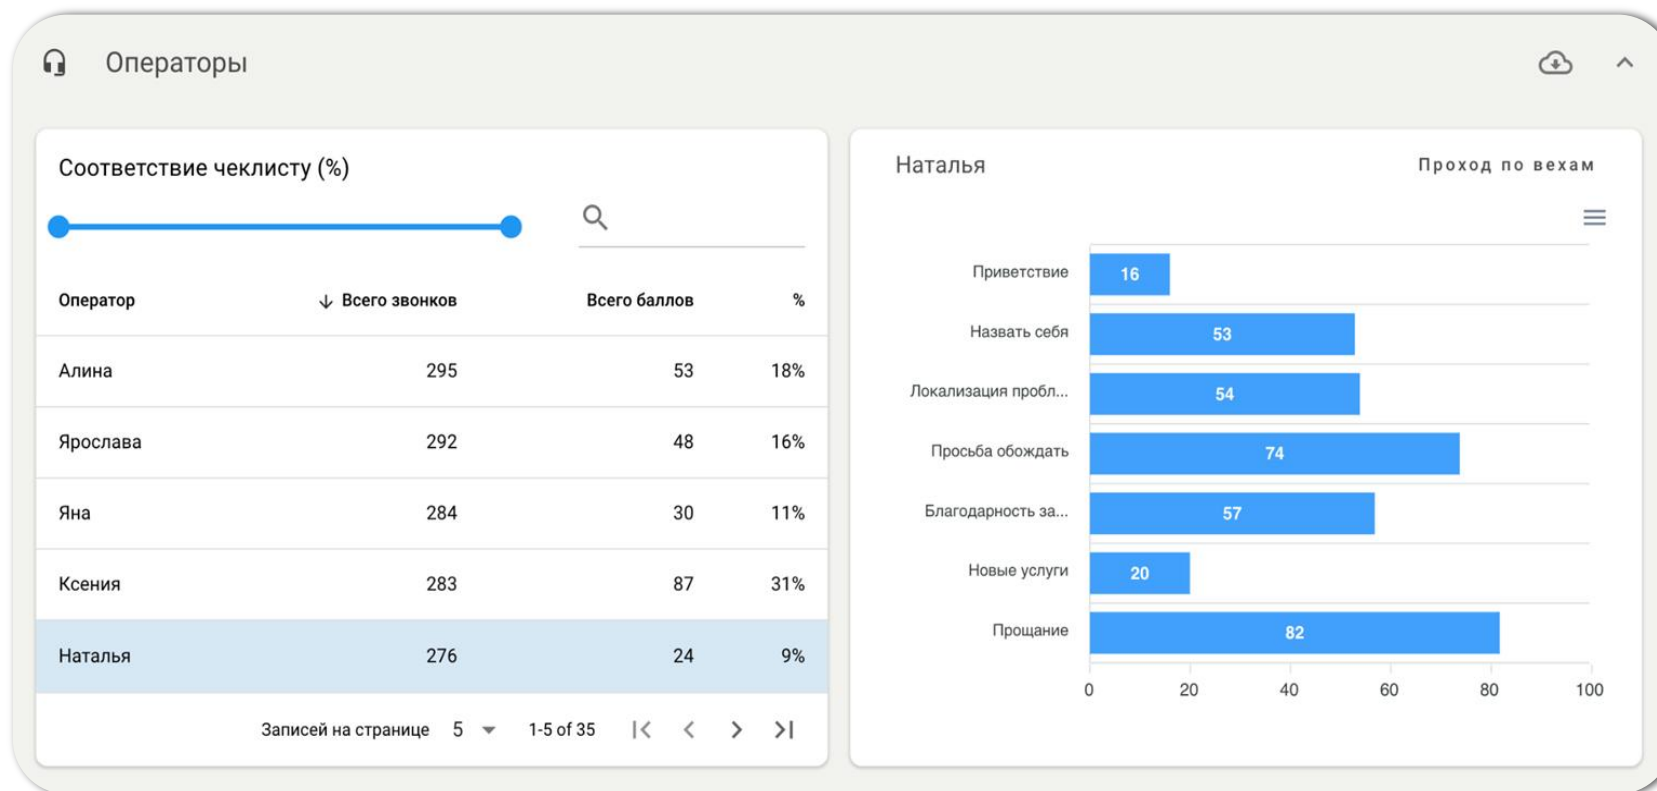 Операторы
Соответствие чеклисту (%)
Оператор ↓ Всего звонков Всего баллов %
Алина 295 53 18%
Ярослава 292 48 16%
Яна 284 30 11%
Ксения 283 87 31%
Наталья 276 24 9%
Записей на странице 5 1-5 of 35
Наталья Проход по вехам
Приветствие 16
Назвать себя 53
Локализация пробл... 54
Просьба обождать 74
Благодарность за... 57
Новые услуги 20
Прощание 82
0 20 40 60 80 100